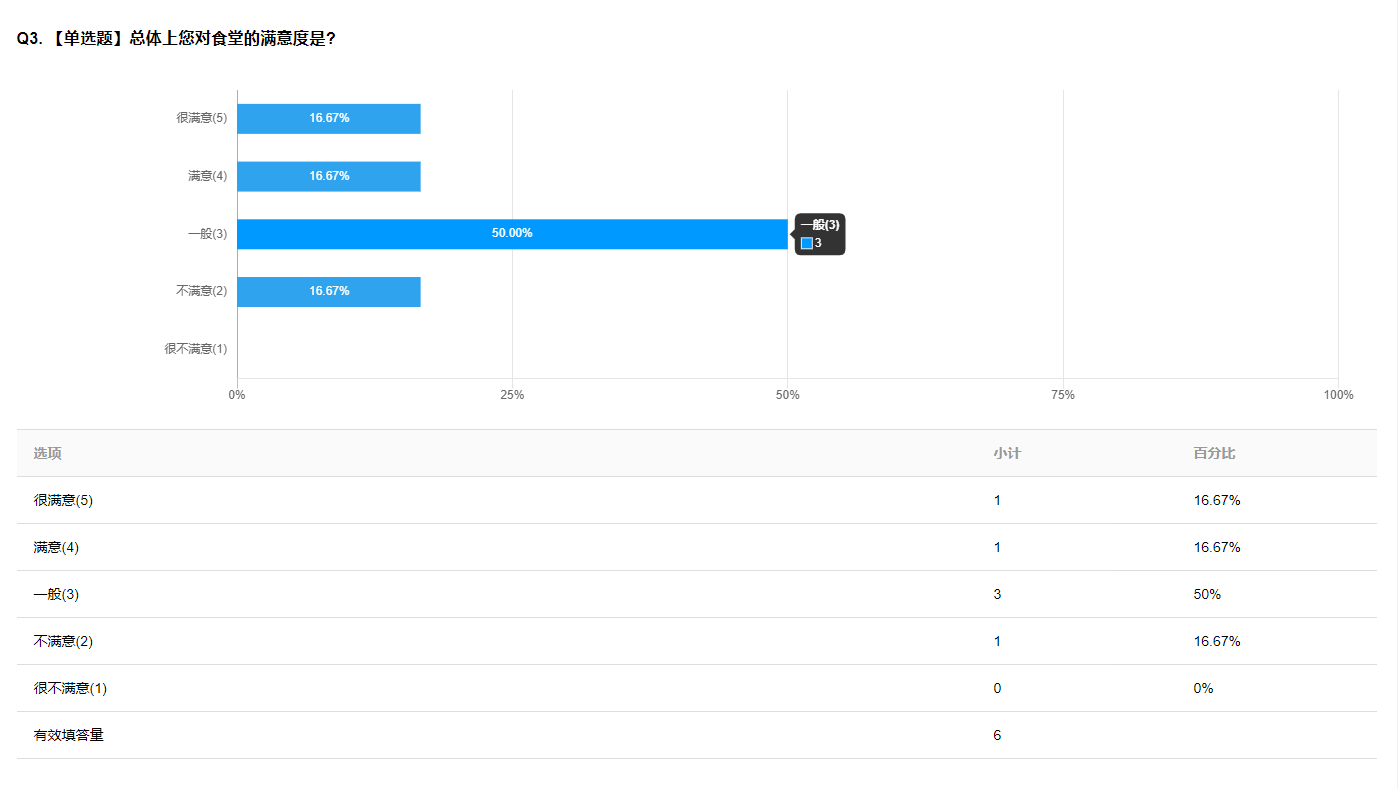 Q3. 【单选题】总体上您对食堂的满意度是?
很满意(5) 16.67%
满意(4) 16.67%
一般(3) 50.00%
一般(3)
3
不满意(2) 16.67%
很不满意(1)
0% 25% 50% 75% 100%
选项 小计 百分比
很满意(5) 1 16.67%
满意(4) 1 16.67%
一般(3) 3 50%
不满意(2) 1 16.67%
很不满意(1) 0 0%
有效填答量 6